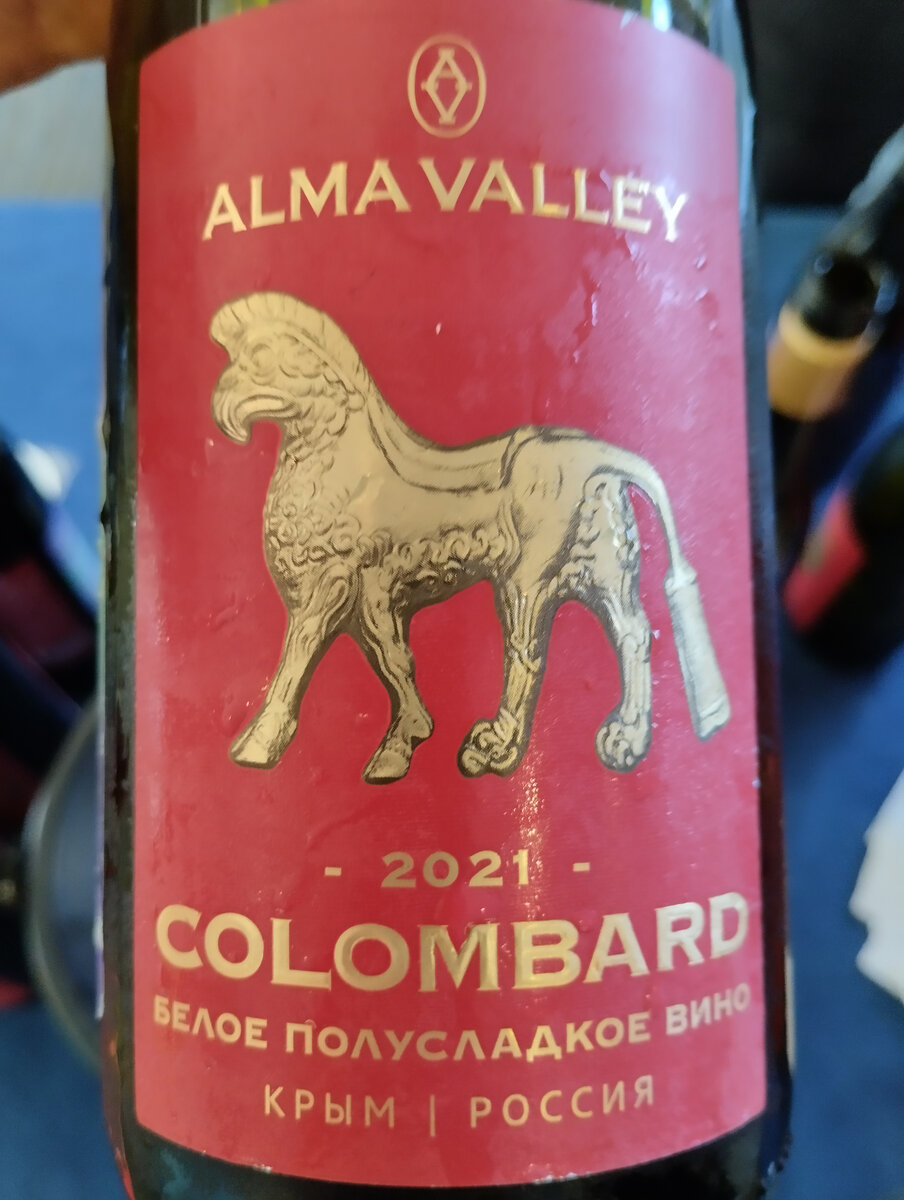 ALMA VALLEY
- 2021 -
COLOMBARD
БЕЛОЕ ПОЛУСЛАДКОЕ ВИНО
КРЫМ | РОССИЯ